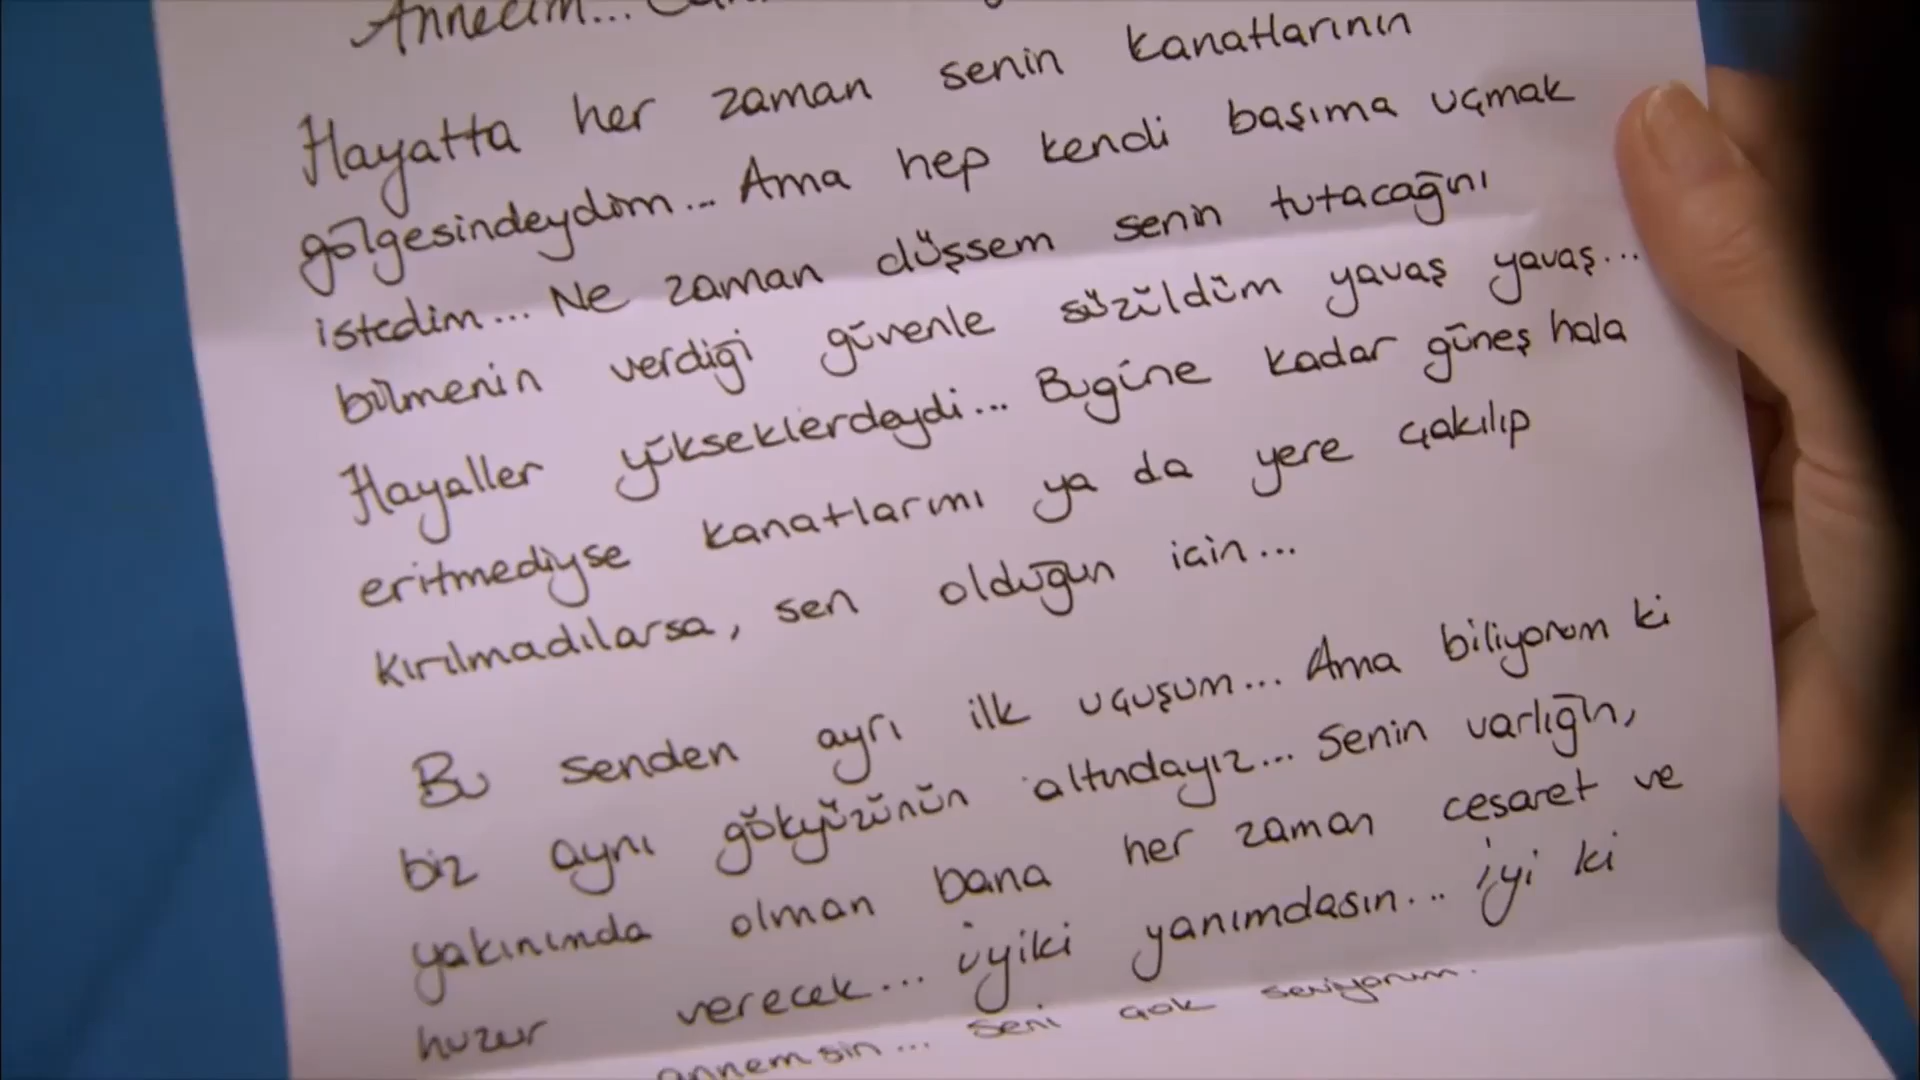 Annecim...
Hayatta her zaman senin kanatlarının
gölgesindeydim... Ama hep kendi başıma uçmak
istedim... Ne zaman düşsem senin tutacağını
bilmenin verdiği güvenle süzüldüm yavaş yavaş...
Hayaller yükseklerdeydi... Bugüne kadar güneş hala
eritmediyse kanatlarımı ya da yere çakılıp
kırılmadılarsa, sen olduğun için...
Bu senden ayrı ilk uçuşum... Ama biliyorum ki
biz aynı gökyüzünün altındayız... Senin varlığın,
yakınımda olman bana her zaman cesaret ve
huzur verecek... iyiki yanımdasın... iyi ki
annemsin... Seni çok seviyorum.